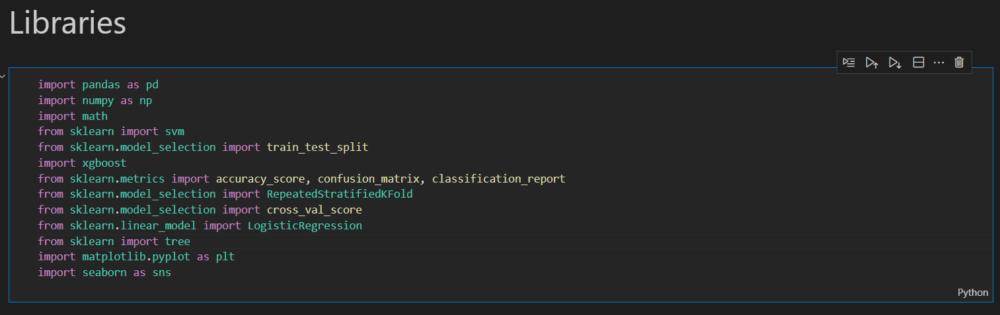 Libraries
import pandas as pd
import numpy as np
import math
from sklearn import svm
from sklearn.model_selection import train_test_split
import xgboost
from sklearn.metrics import accuracy_score, confusion_matrix, classification_report
from sklearn.model_selection import RepeatedStratifiedKFold
from sklearn.model_selection import cross_val_score
from sklearn.linear_model import LogisticRegression
from sklearn import tree
import matplotlib.pyplot as plt
import seaborn as sns
Python